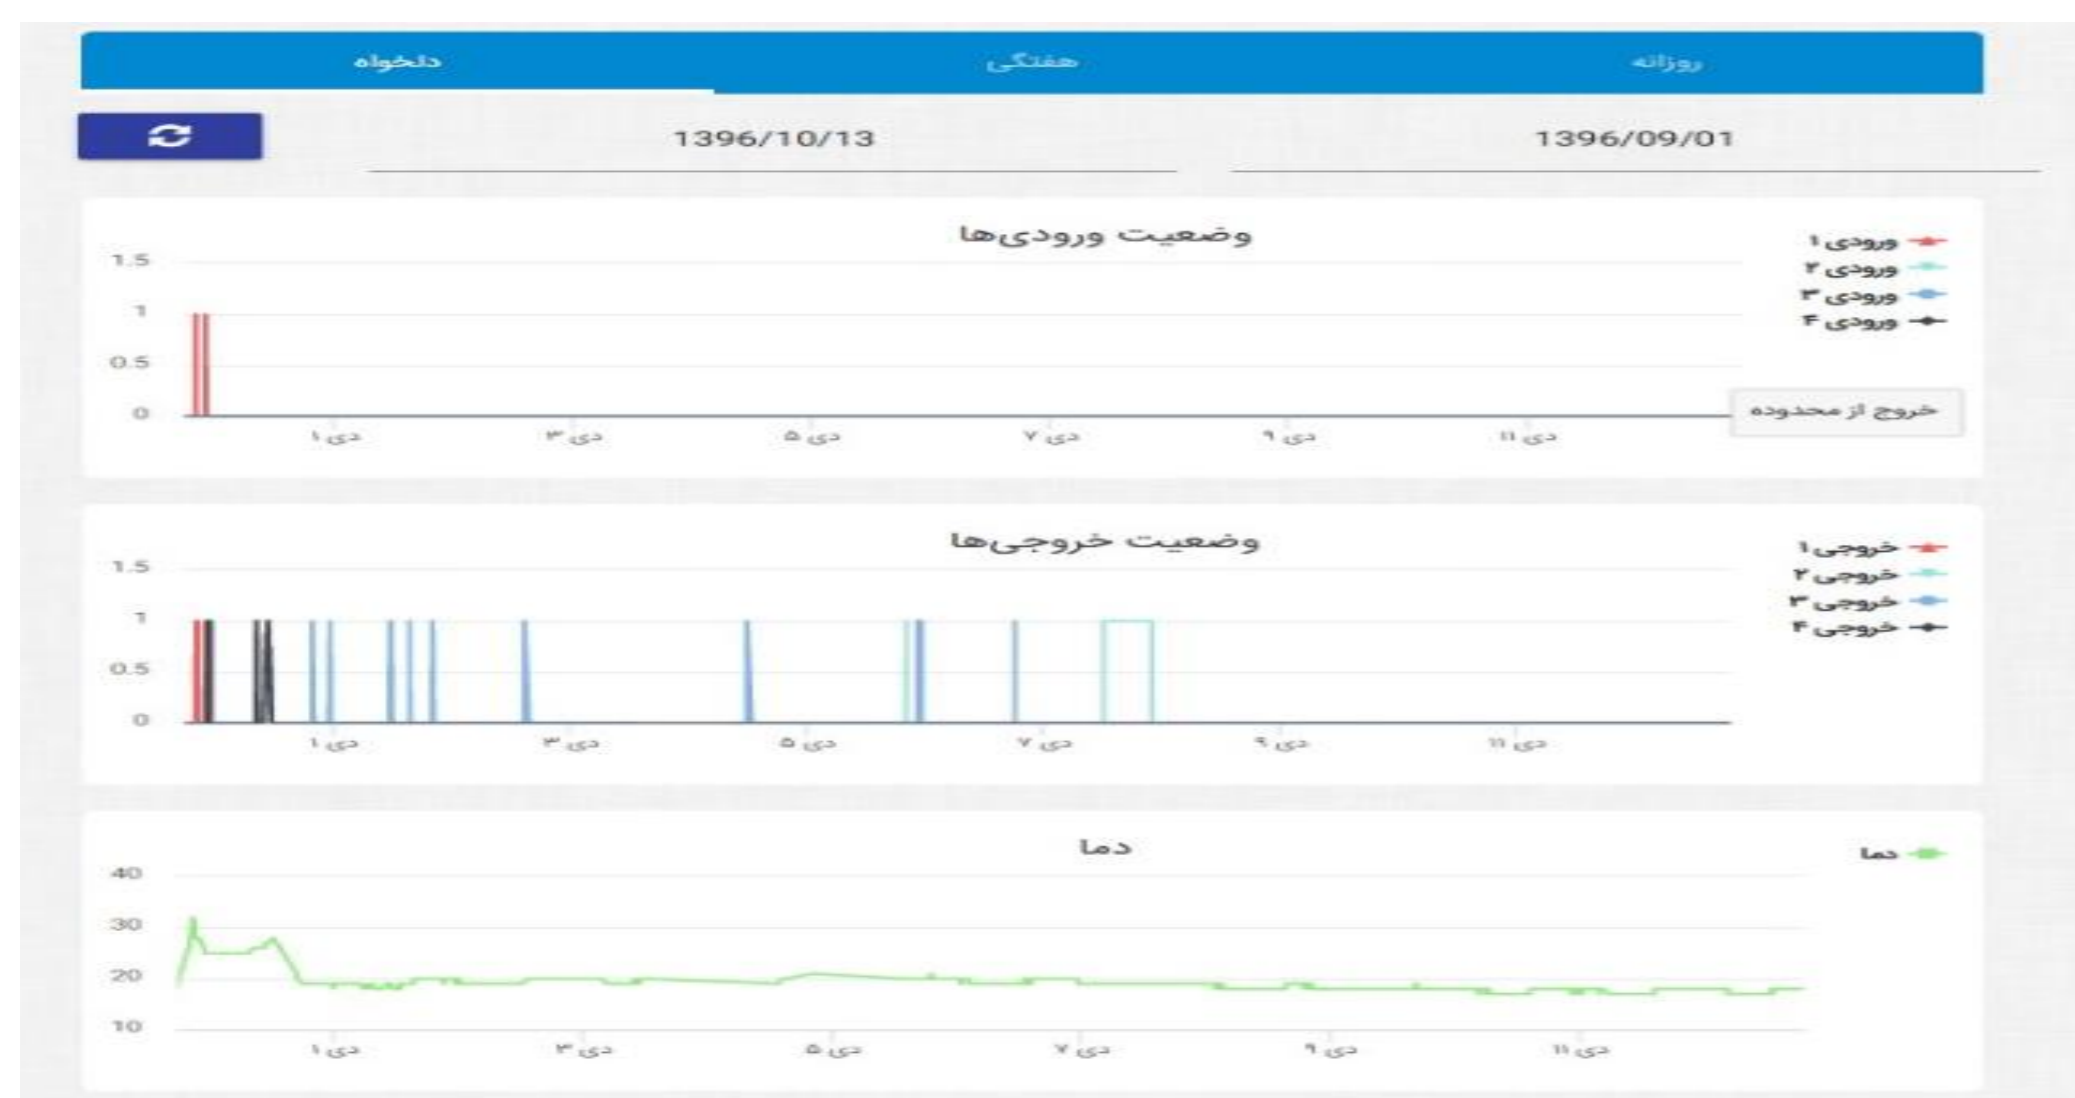 روزانه هفتگی دلخواه
1396/09/01 1396/10/13
وضعیت ورودی‌ها
ورودی ۱
ورودی ۲
ورودی ۳
ورودی ۴
1.5
1
0.5
0
خروج از محدوده
دی ۱ دی ۳ دی ۵ دی ۷ دی ۹ دی ۱۱
وضعیت خروجی‌ها
خروجی ۱
خروجی ۲
خروجی ۳
خروجی ۴
1.5
1
0.5
0
دی ۱ دی ۳ دی ۵ دی ۷ دی ۹ دی ۱۱
دما
دما
40
30
20
10
دی ۱ دی ۳ دی ۵ دی ۷ دی ۹ دی ۱۱